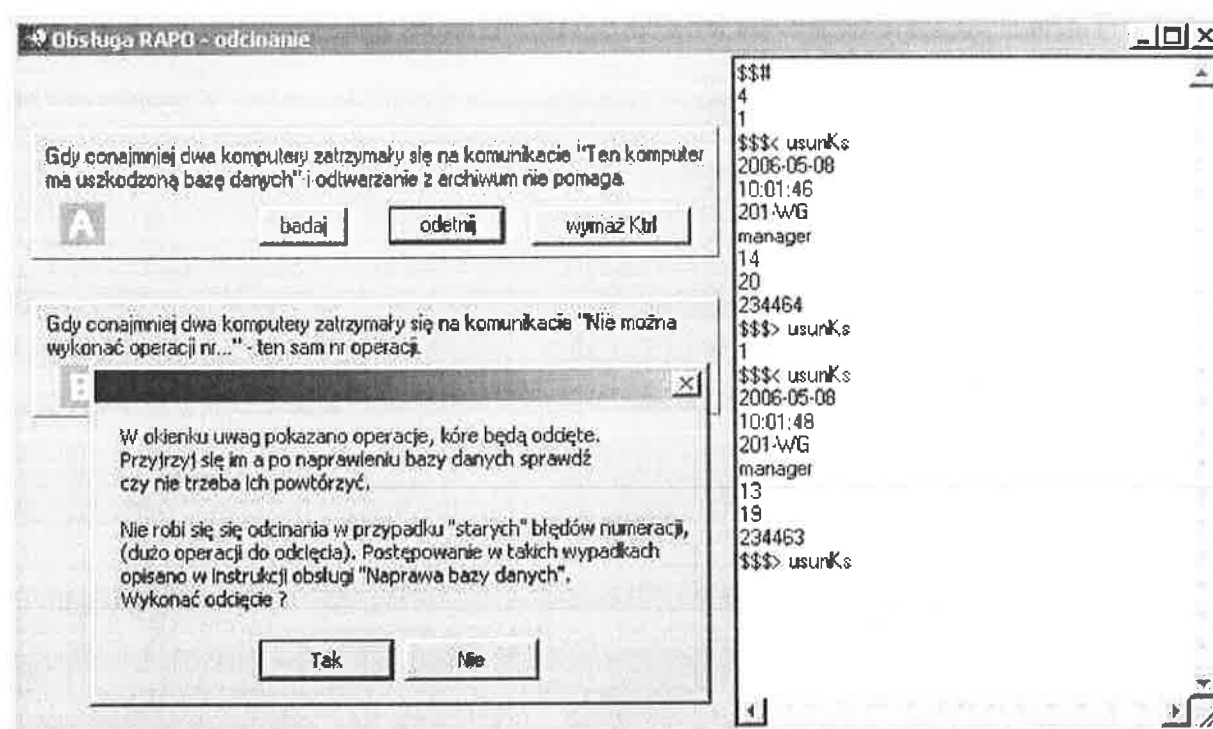 Obsługa RAPO - odcinanie
Gdy conajmniej dwa komputery zatrzymały się na komunikacie "Ten komputer
ma uszkodzoną bazę danych" i odtwarzanie z archiwum nie pomaga.
A
badaj
odetnij
wymaż Ktrl
Gdy conajmniej dwa komputery zatrzymały się na komunikacie "Nie można
wykonać operacji nr..." - ten sam nr operacji.
B
W okienku uwag pokazano operacje, kóre będą odcięte.
Przyjrzyj się im a po naprawieniu bazy danych sprawdź
czy nie trzeba ich powtórzyć.
Nie robi się się odcinania w przypadku "starych" błędów numeracji,
(dużo operacji do odcięcia). Postępowanie w takich wypadkach
opisano w instrukcji obsługi "Naprawa bazy danych".
Wykonać odcięcie ?
Tak
Nie
$$#
4
1
$$$< usunKs
2006-05-08
10:01:46
201-WG
manager
14
20
234464
$$$> usunKs
1
$$$< usunKs
2006-05-08
10:01:48
201-WG
manager
13
19
234463
$$$> usunKs